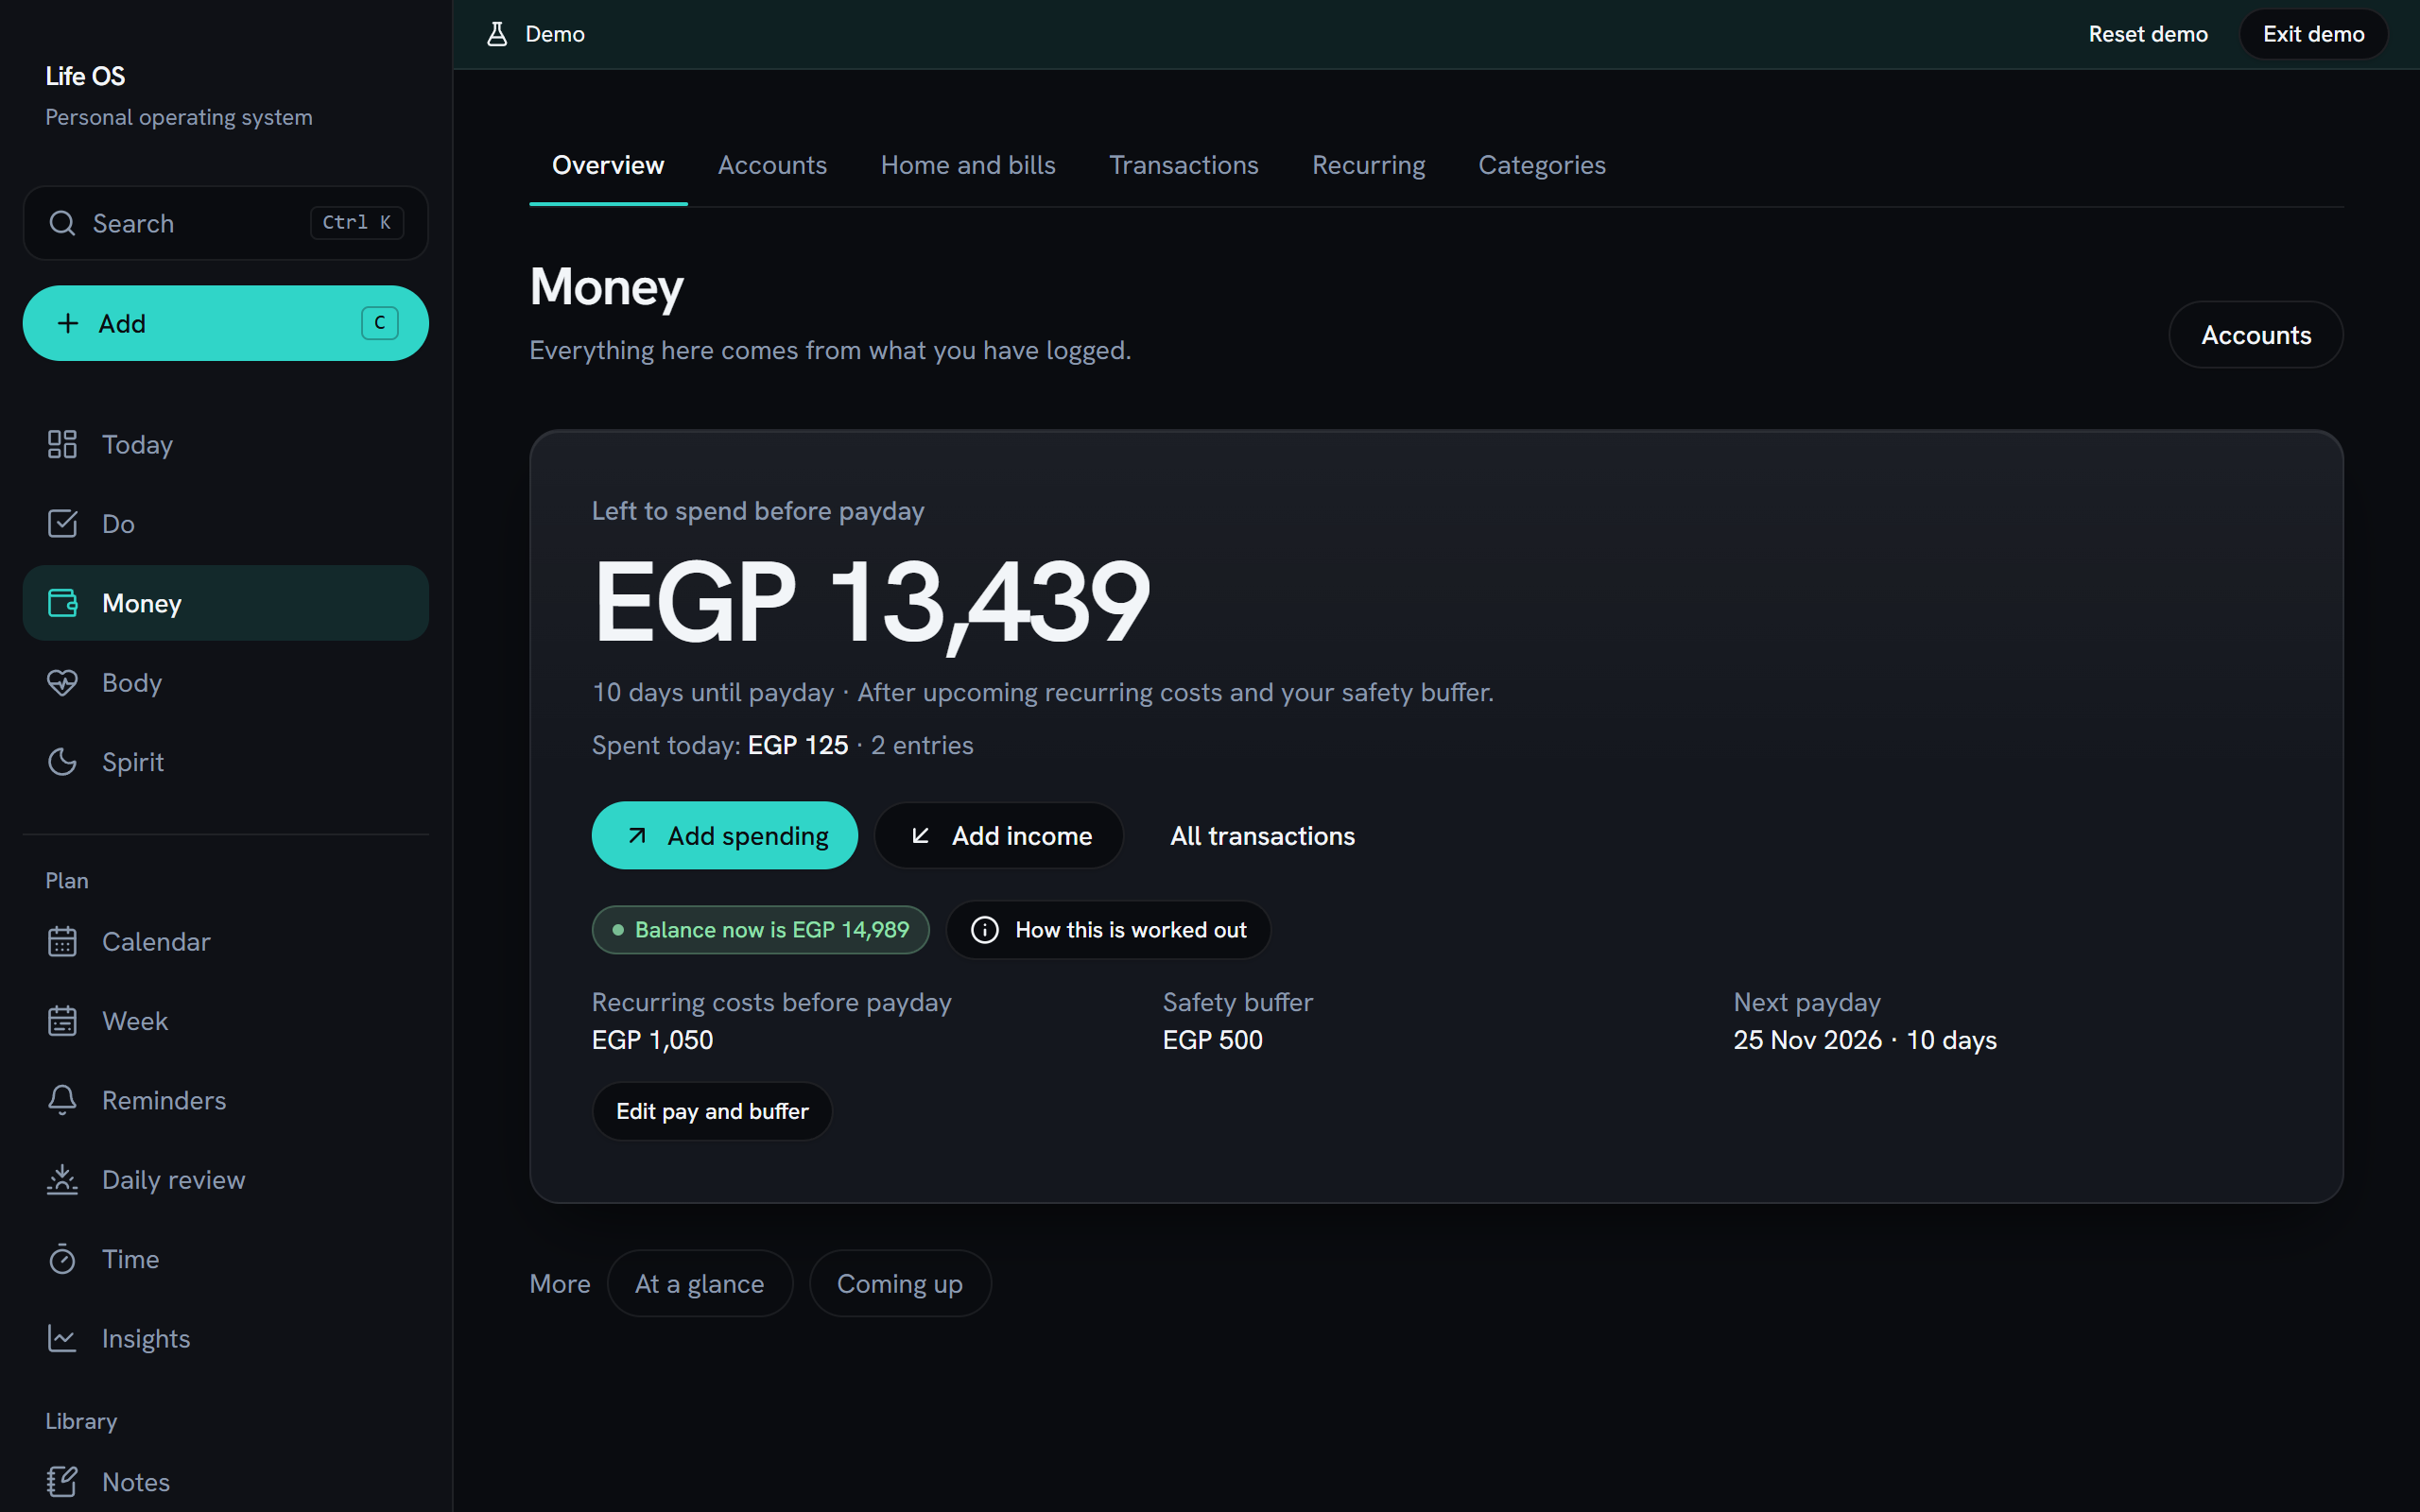 Life OS
Personal operating system
Search Ctrl K
Add C
Today
Do
Money
Body
Spirit
Plan
Calendar
Week
Reminders
Daily review
Time
Insights
Library
Notes
Demo Reset demo Exit demo
Overview Accounts Home and bills Transactions Recurring Categories
Money
Everything here comes from what you have logged.
Accounts
Left to spend before payday
EGP 13,439
10 days until payday · After upcoming recurring costs and your safety buffer.
Spent today: EGP 125 · 2 entries
Add spending Add income All transactions
Balance now is EGP 14,989 How this is worked out
Recurring costs before payday Safety buffer Next payday
EGP 1,050 EGP 500 25 Nov 2026 · 10 days
Edit pay and buffer
More At a glance Coming up